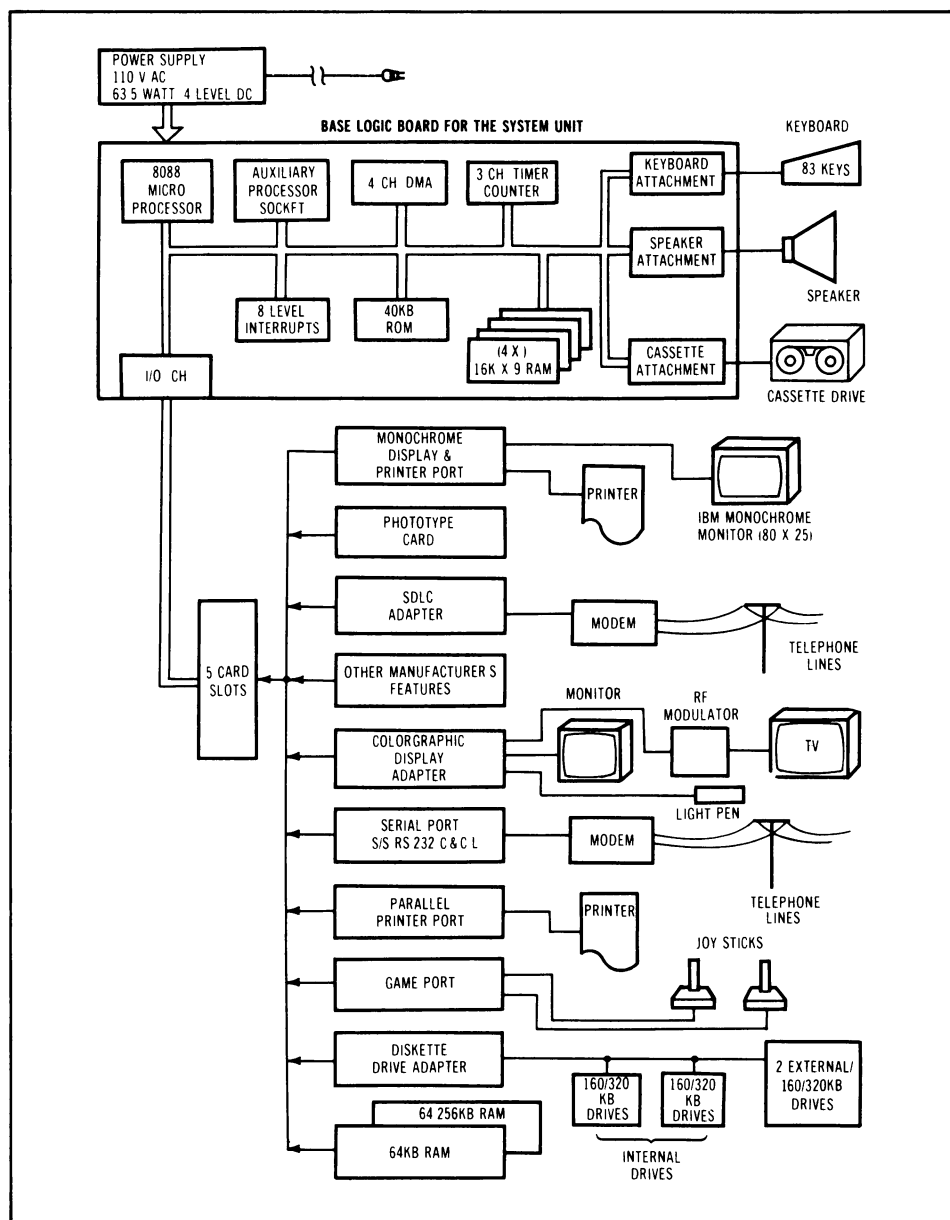 POWER SUPPLY
110 V AC
63 5 WATT 4 LEVEL DC
BASE LOGIC BOARD FOR THE SYSTEM UNIT
KEYBOARD
83 KEYS
8088
MICRO
PROCESSOR
AUXILIARY
PROCESSOR
SOCKFT
4 CH DMA
3 CH TIMER
COUNTER
KEYBOARD
ATTACHMENT
SPEAKER
ATTACHMENT
SPEAKER
8 LEVEL
INTERRUPTS
40KB
ROM
(4 X)
16K X 9 RAM
CASSETTE
ATTACHMENT
CASSETTE DRIVE
I/O CH
MONOCHROME
DISPLAY &
PRINTER PORT
PRINTER
IBM MONOCHROME
MONITOR (80 X 25)
PHOTOTYPE
CARD
SDLC
ADAPTER
MODEM
TELEPHONE
LINES
5 CARD
SLOTS
OTHER MANUFACTURER S
FEATURES
MONITOR
RF
MODULATOR
TV
COLORGRAPHIC
DISPLAY
ADAPTER
LIGHT PEN
SERIAL PORT
S/S RS 232 C & C L
MODEM
TELEPHONE
LINES
PARALLEL
PRINTER PORT
PRINTER
JOY STICKS
GAME PORT
DISKETTE
DRIVE ADAPTER
160/320
KB
DRIVES
160/320
KB
DRIVES
2 EXTERNAL/
160/320KB
DRIVES
INTERNAL
DRIVES
64 256KB RAM
64KB RAM